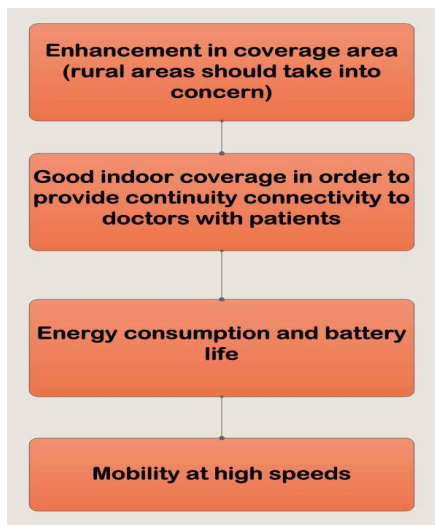 Enhancement in coverage area
(rural areas should take into
concern)
Good indoor coverage in order to
provide continuity connectivity to
doctors with patients
Energy consumption and battery
life
Mobility at high speeds